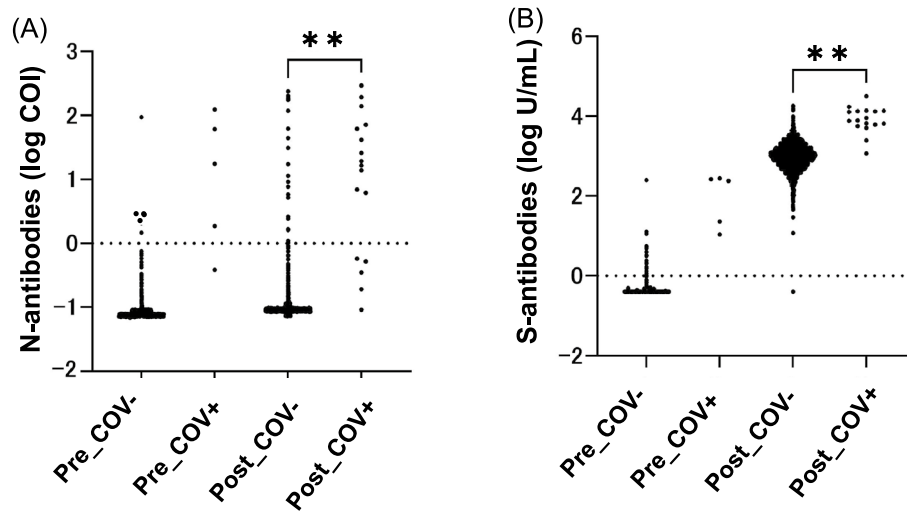 (A)
N-antibodies (log COI)
3
2
1
0
−1
−2
**
Pre_COV-
Pre_COV+
Post_COV-
Post_COV+
(B)
S-antibodies (log U/mL)
6
4
2
0
−2
**
Pre_COV-
Pre_COV+
Post_COV-
Post_COV+